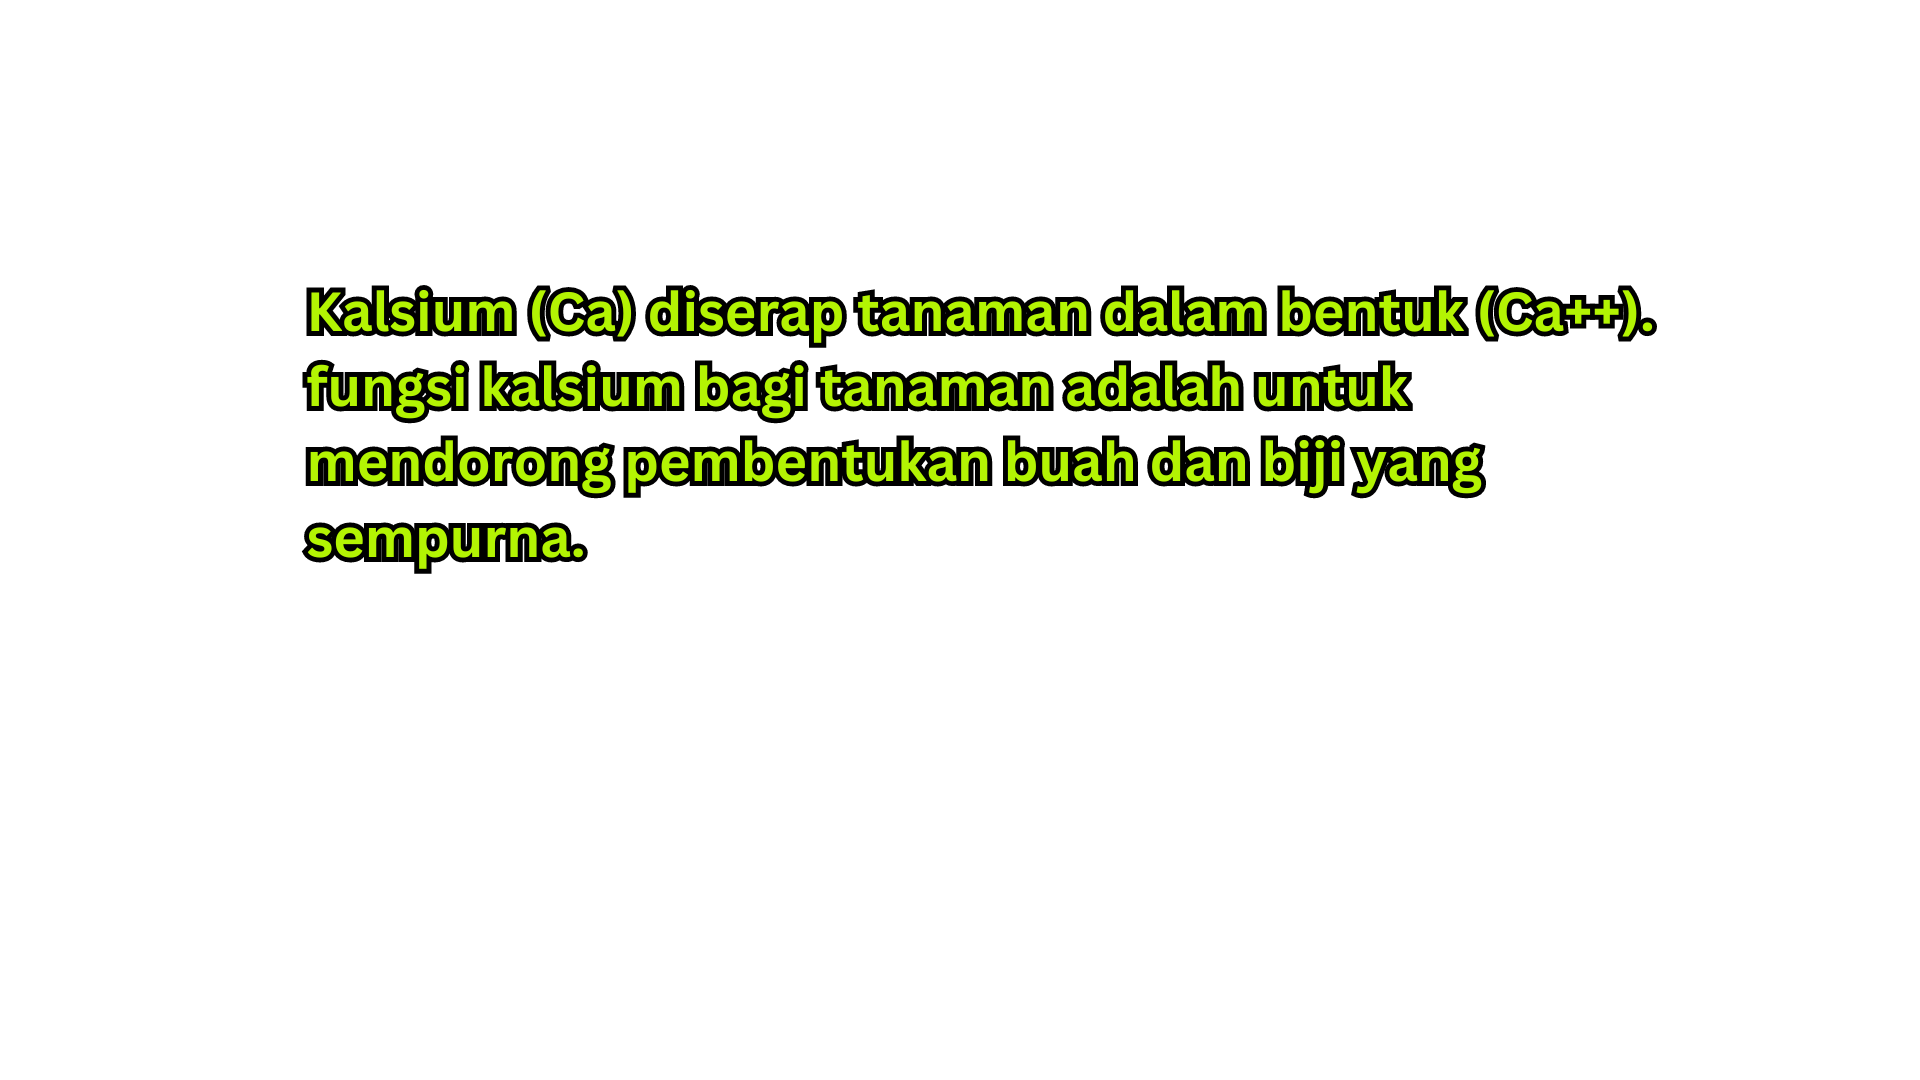 Kalsium (Ca) diserap tanaman dalam bentuk (Ca++).
fungsi kalsium bagi tanaman adalah untuk
mendorong pembentukan buah dan biji yang
sempurna.